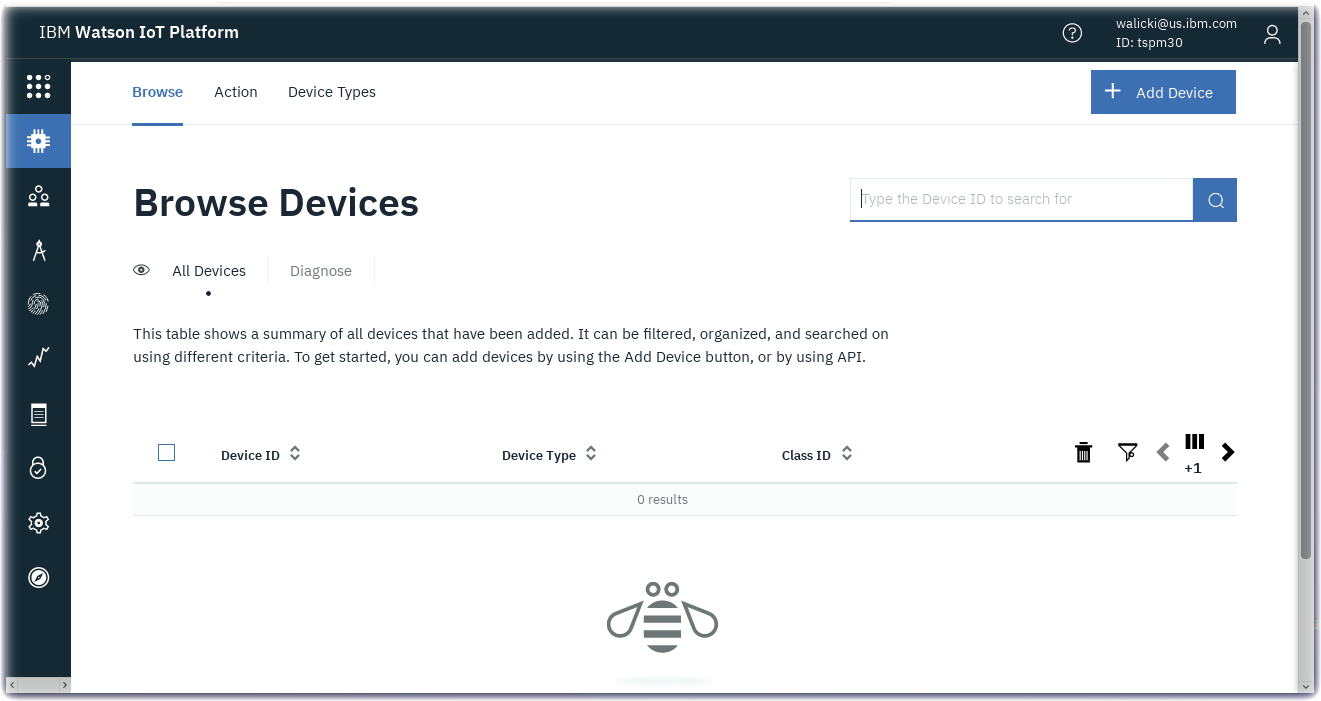 IBM Watson IoT Platform
walicki@us.ibm.com
ID: tspm30
Browse
Action
Device Types
Add Device
Browse Devices
Type the Device ID to search for
All Devices
Diagnose
This table shows a summary of all devices that have been added. It can be filtered, organized, and searched on
using different criteria. To get started, you can add devices by using the Add Device button, or by using API.
Device ID
Device Type
Class ID
+1
0 results